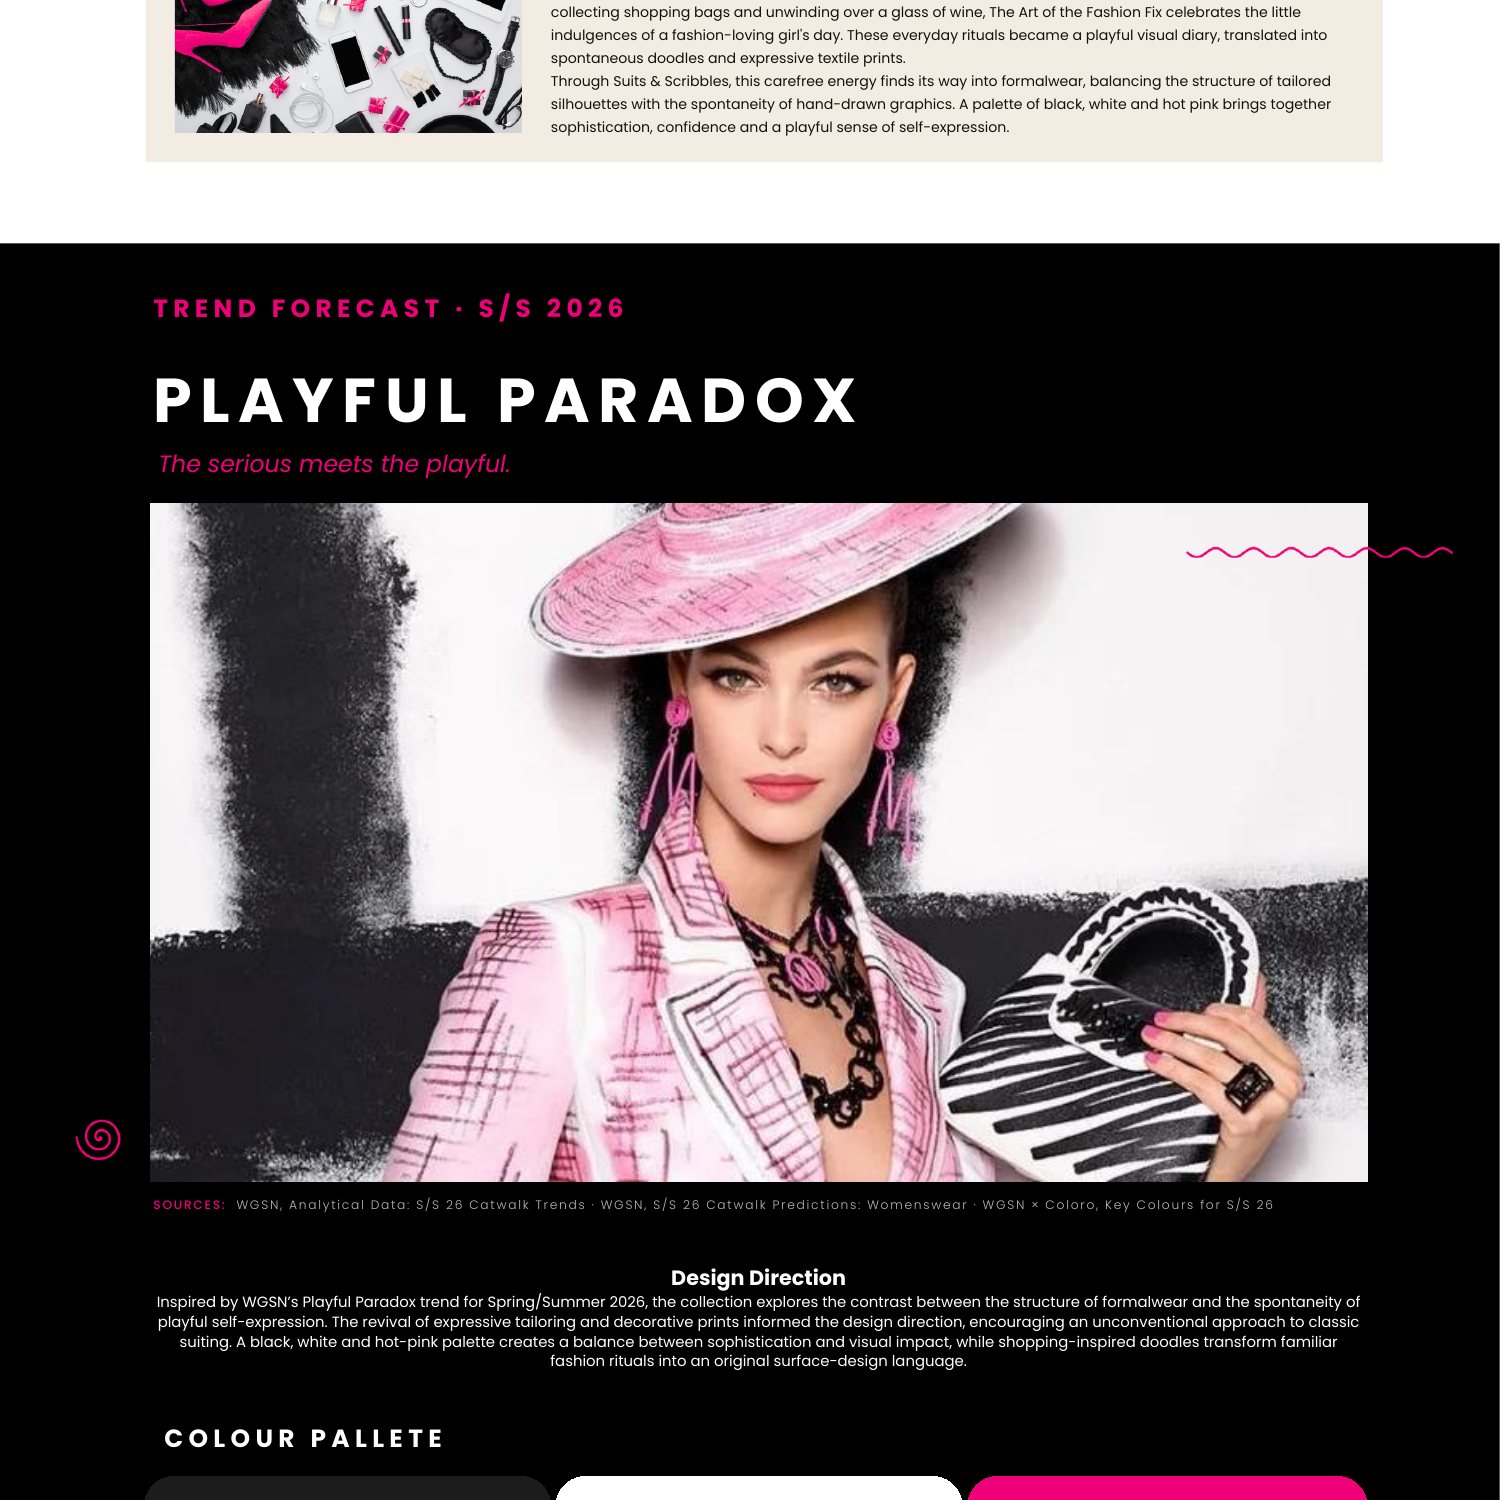 collecting shopping bags and unwinding over a glass of wine, The Art of the Fashion Fix celebrates the little
indulgences of a fashion-loving girl's day. These everyday rituals became a playful visual diary, translated into
spontaneous doodles and expressive textile prints.
Through Suits & Scribbles, this carefree energy finds its way into formalwear, balancing the structure of tailored
silhouettes with the spontaneity of hand-drawn graphics. A palette of black, white and hot pink brings together
sophistication, confidence and a playful sense of self-expression.
TREND FORECAST · S/S 2026
PLAYFUL PARADOX
The serious meets the playful.
SOURCES: WGSN, Analytical Data: S/S 26 Catwalk Trends · WGSN, S/S 26 Catwalk Predictions: Womenswear · WGSN × Coloro, Key Colours for S/S 26
Design Direction
Inspired by WGSN’s Playful Paradox trend for Spring/Summer 2026, the collection explores the contrast between the structure of formalwear and the spontaneity of
playful self-expression. The revival of expressive tailoring and decorative prints informed the design direction, encouraging an unconventional approach to classic
suiting. A black, white and hot-pink palette creates a balance between sophistication and visual impact, while shopping-inspired doodles transform familiar
fashion rituals into an original surface-design language.
COLOUR PALLETE